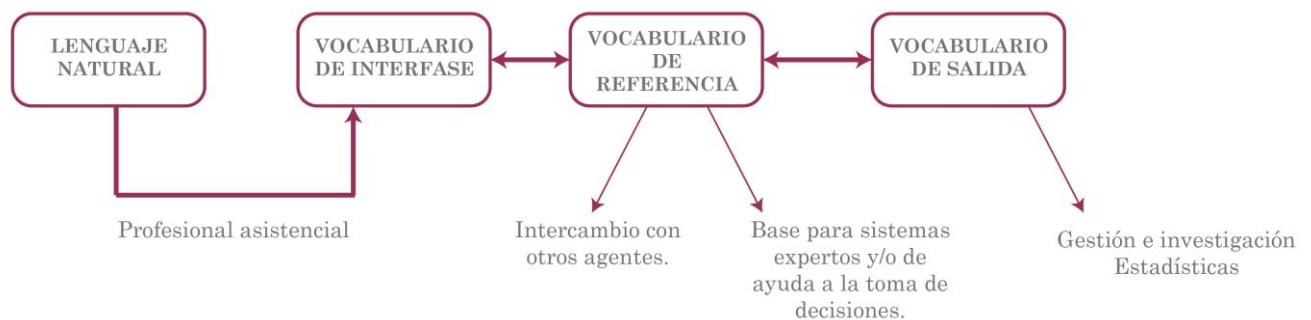 LENGUAJE
NATURAL
VOCABULARIO
DE INTERFASE
VOCABULARIO
DE
REFERENCIA
VOCABULARIO
DE SALIDA
Profesional asistencial
Intercambio con
otros agentes.
Base para sistemas
expertos y/o de
ayuda a la toma de
decisiones.
Gestión e investigación
Estadísticas